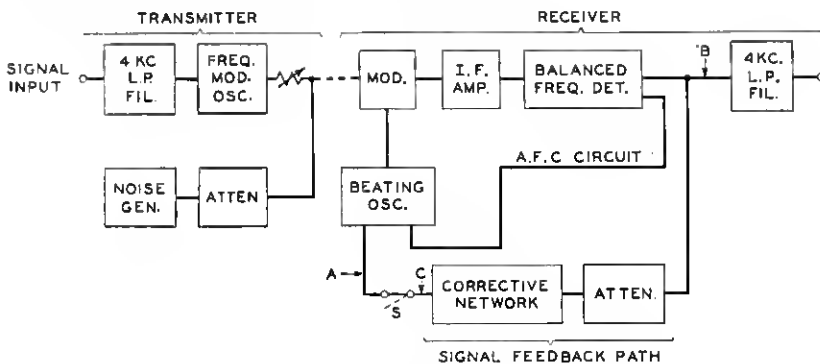 TRANSMITTER
RECEIVER
SIGNAL
INPUT
4 KC
L.P.
FIL.
FREQ.
MOD.
OSC.
MOD.
I.F.
AMP.
BALANCED
FREQ. DET.
B
4KC.
L.P.
FIL.
NOISE
GEN.
ATTEN
BEATING
OSC.
A.F.C CIRCUIT
A
S
C
CORRECTIVE
NETWORK
ATTEN.
SIGNAL FEEDBACK PATH